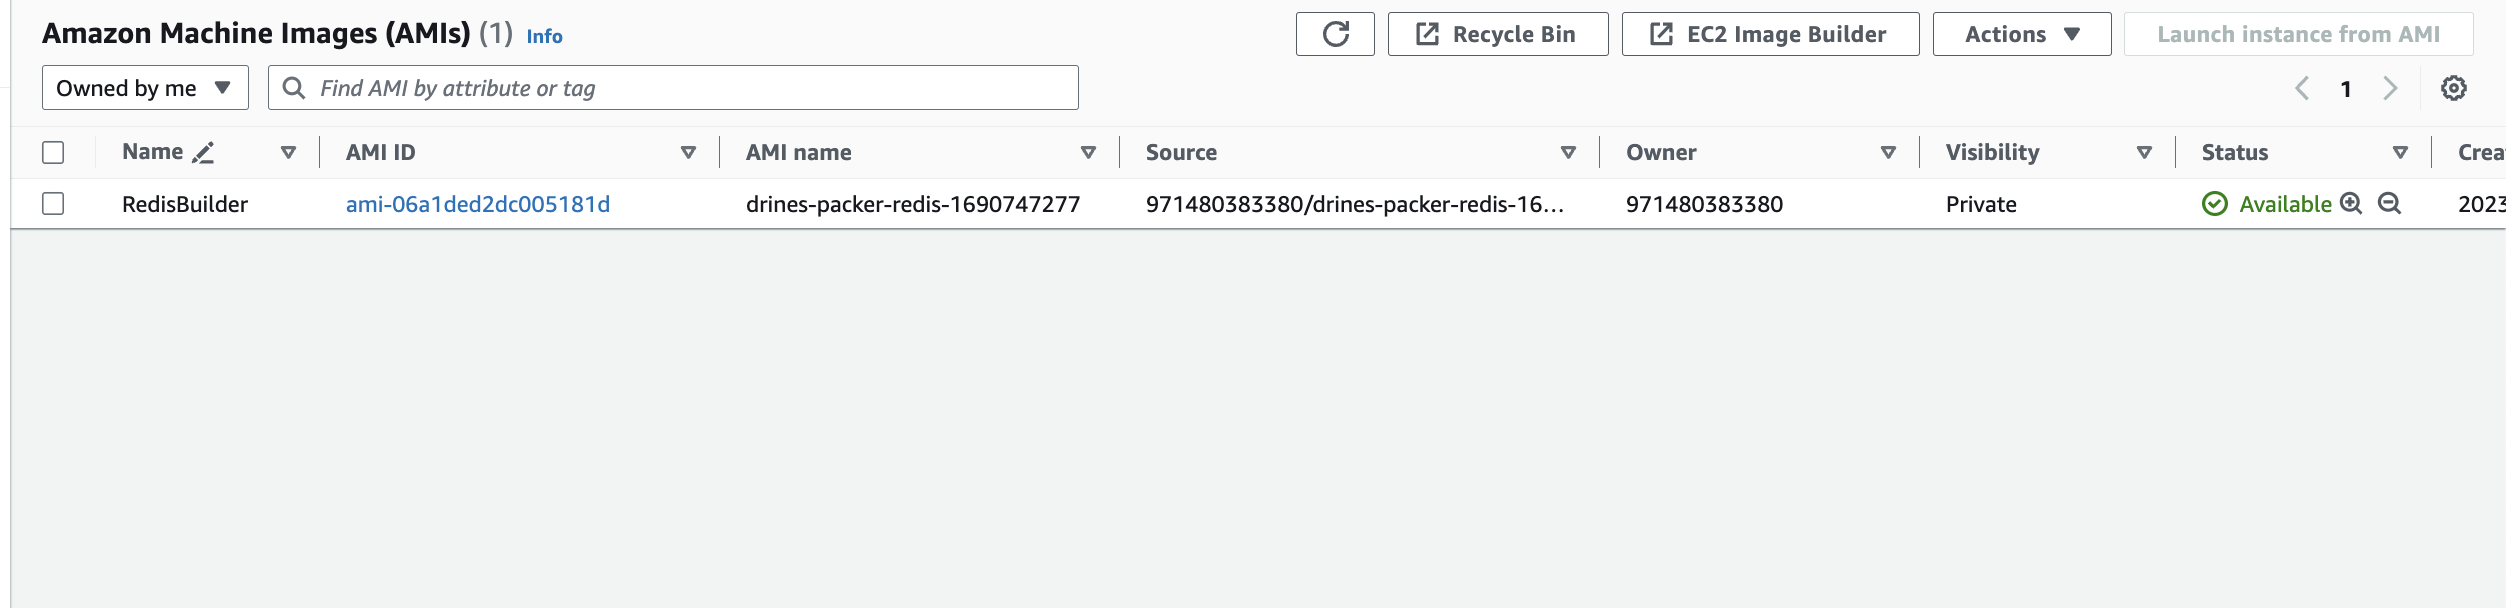 Amazon Machine Images (AMIs) (1) Info
Recycle Bin
EC2 Image Builder
Actions
Launch instance from AMI
Owned by me
Find AMI by attribute or tag
1
Name AMI ID AMI name Source Owner Visibility Status Crea
RedisBuilder ami-06a1ded2dc005181d drines-packer-redis-1690747277 971480383380/drines-packer-redis-16... 971480383380 Private Available 2023